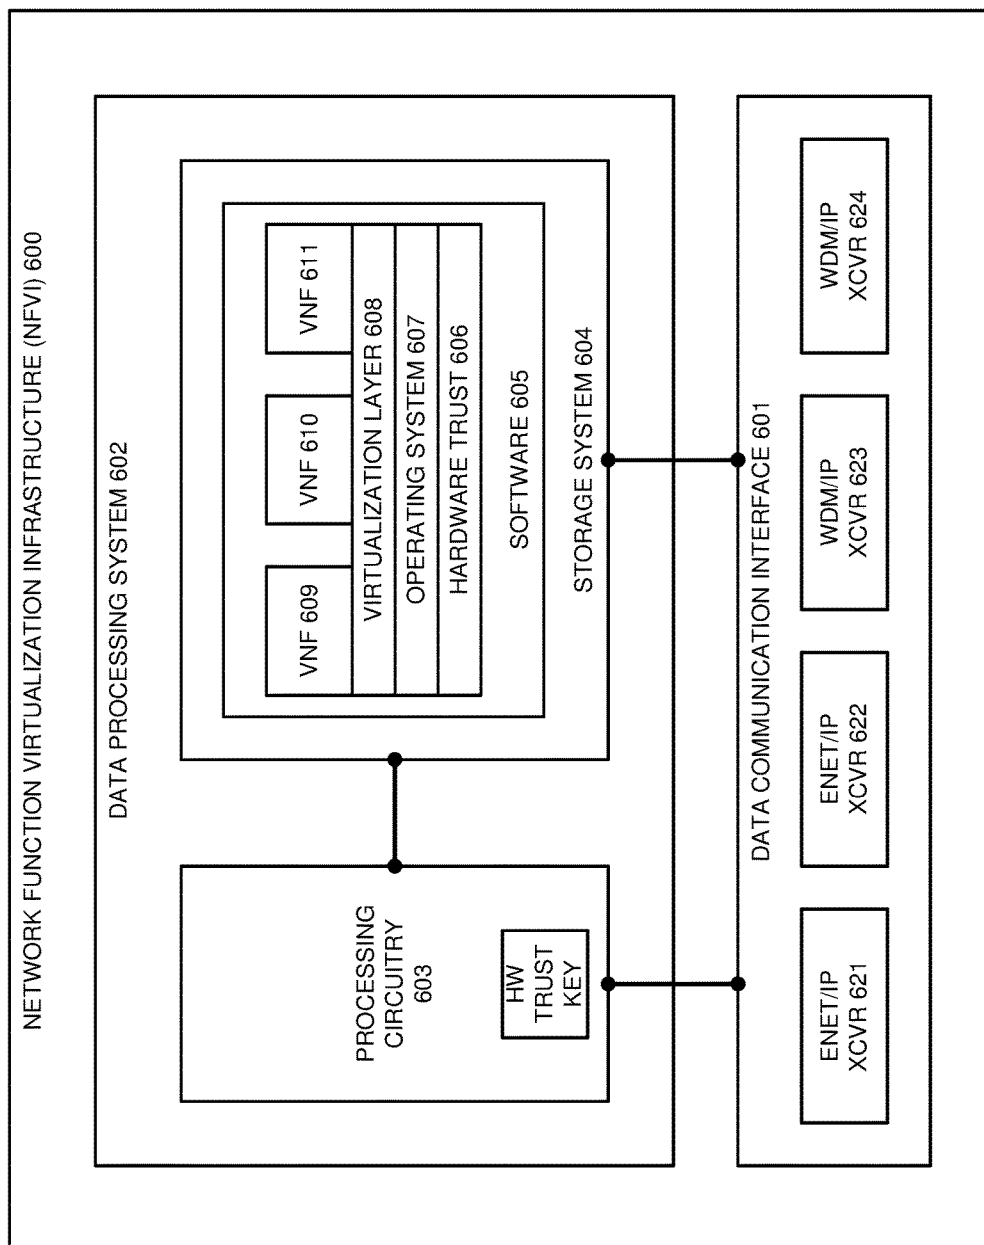 NETWORK FUNCTION VIRTUALIZATION INFRASTRUCTURE (NFVI) 600
DATA PROCESSING SYSTEM 602
PROCESSING
CIRCUITRY
603
HW
TRUST
KEY
VNF 609
VNF 610
VNF 611
VIRTUALIZATION LAYER 608
OPERATING SYSTEM 607
HARDWARE TRUST 606
SOFTWARE 605
STORAGE SYSTEM 604
DATA COMMUNICATION INTERFACE 601
ENET/IP
XCVR 621
ENET/IP
XCVR 622
WDM/IP
XCVR 623
WDM/IP
XCVR 624